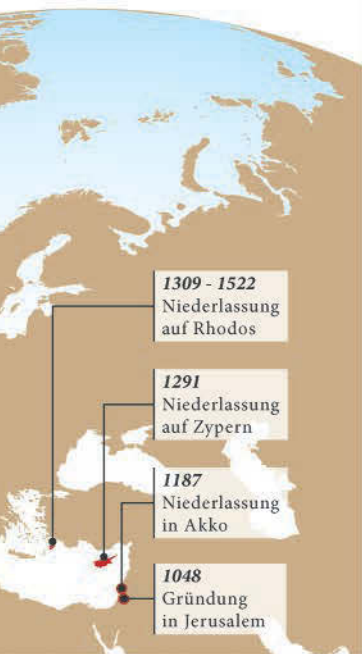 1309 - 1522
Niederlassung
auf Rhodos
1291
Niederlassung
auf Zypern
1187
Niederlassung
in Akko
1048
Gründung
in Jerusalem